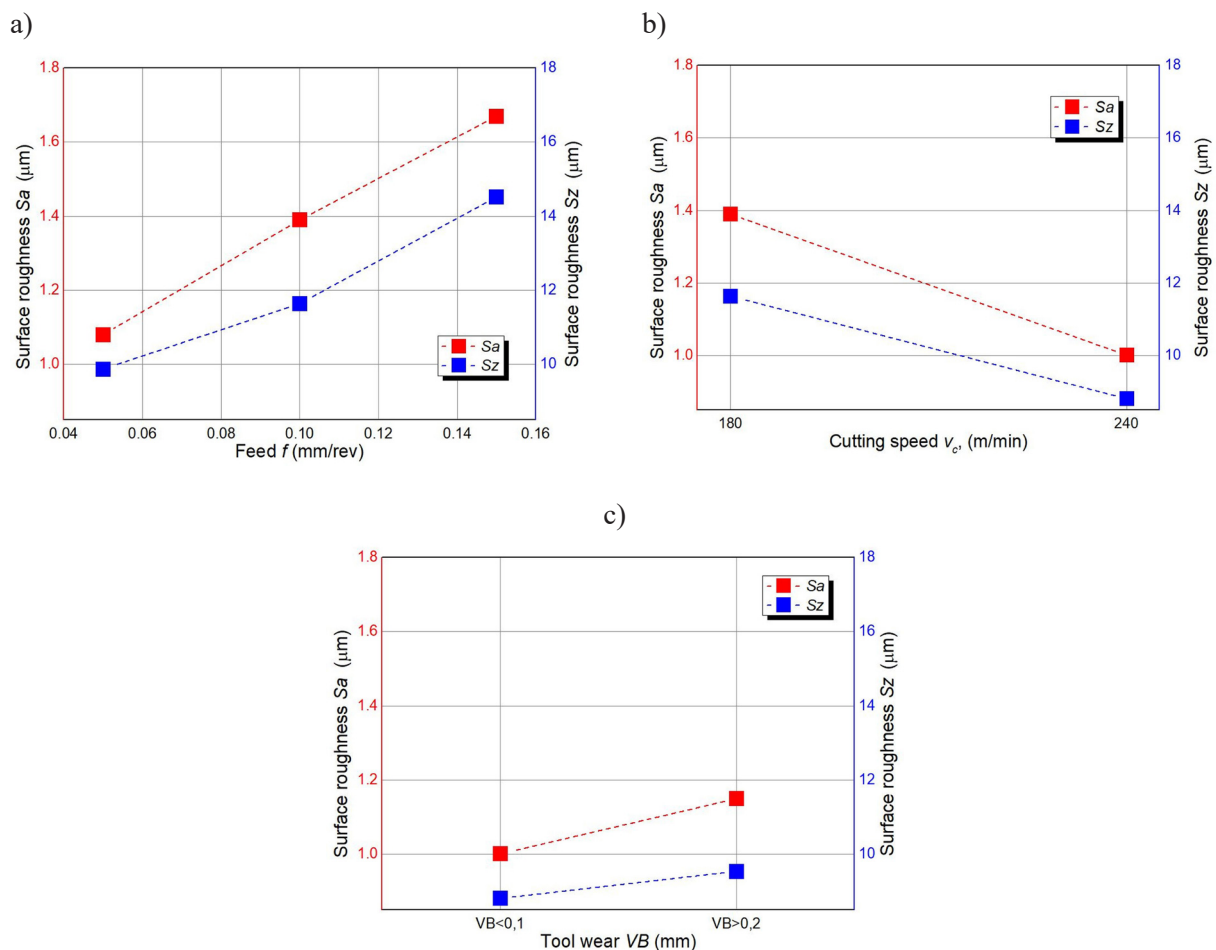 a)
1.8
1.6
1.4
1.2
1.0
Surface roughness Sa (μm)
18
16
14
12
10
Surface roughness Sz (μm)
Sa
Sz
0.04 0.06 0.08 0.10 0.12 0.14 0.16
Feed f (mm/rev)
b)
1.8
1.6
1.4
1.2
1.0
Surface roughness Sa (μm)
18
16
14
12
10
Surface roughness Sz (μm)
Sa
Sz
180 240
Cutting speed vc, (m/min)
c)
1.8
1.6
1.4
1.2
1.0
Surface roughness Sa (μm)
18
16
14
12
10
Surface roughness Sz (μm)
Sa
Sz
VB<0,1 VB>0,2
Tool wear VB (mm)